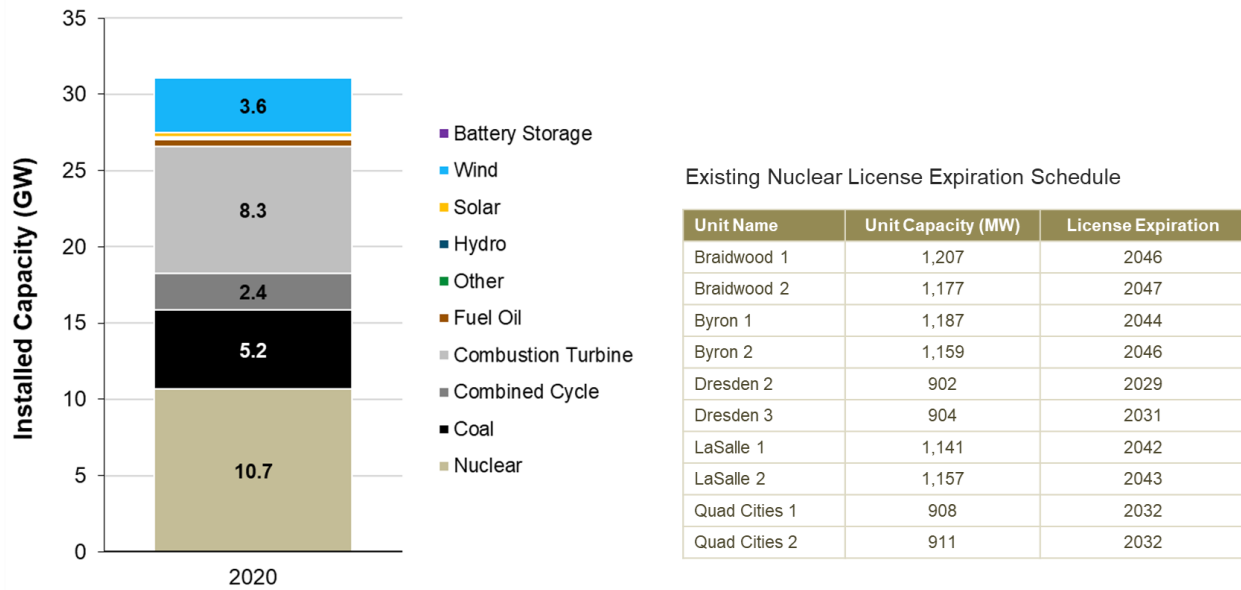 35
30
25
20
15
10
5
0
Installed Capacity (GW)
3.6
8.3
2.4
5.2
10.7
2020
Battery Storage
Wind
Solar
Hydro
Other
Fuel Oil
Combustion Turbine
Combined Cycle
Coal
Nuclear
Existing Nuclear License Expiration Schedule
Unit Name Unit Capacity (MW) License Expiration
Braidwood 1 1,207 2046
Braidwood 2 1,177 2047
Byron 1 1,187 2044
Byron 2 1,159 2046
Dresden 2 902 2029
Dresden 3 904 2031
LaSalle 1 1,141 2042
LaSalle 2 1,157 2043
Quad Cities 1 908 2032
Quad Cities 2 911 2032